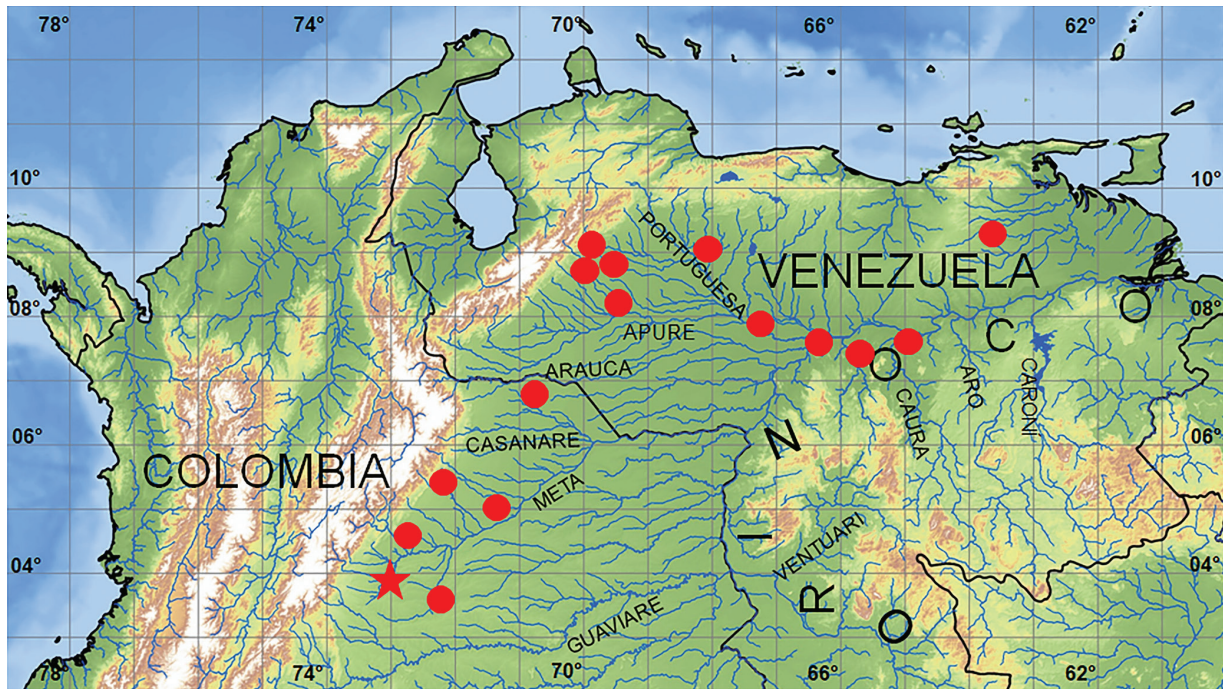 78° 74° 70° 66° 62°
10° 10°
PORTUGUESA
VENEZUELA
08° 08°
APURE
O
C
ARAUCA
O
CAURA
ARO
CARONI
06° 06°
CASANARE
N
COLOMBIA
META
I
VENTUARI
04° 04°
R
GUAVIARE
O
78° 74° 70° 66° 62°